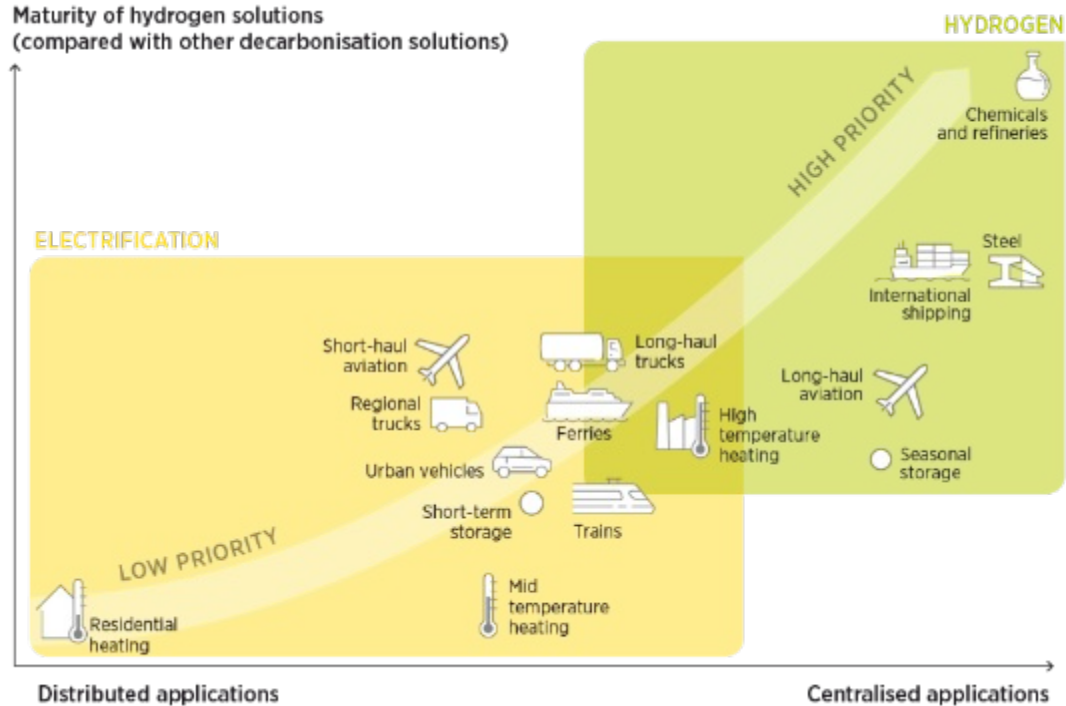 Maturity of hydrogen solutions
(compared with other decarbonisation solutions)
HYDROGEN
HIGH PRIORITY
Chemicals
and refineries
ELECTRIFICATION
Steel
International
shipping
Short-haul
aviation
Long-haul
trucks
Long-haul
aviation
Regional
trucks
Ferries
High
temperature
heating
Urban vehicles
Seasonal
storage
Short-term
storage
Trains
LOW PRIORITY
Mid
temperature
heating
Residential
heating
Distributed applications
Centralised applications